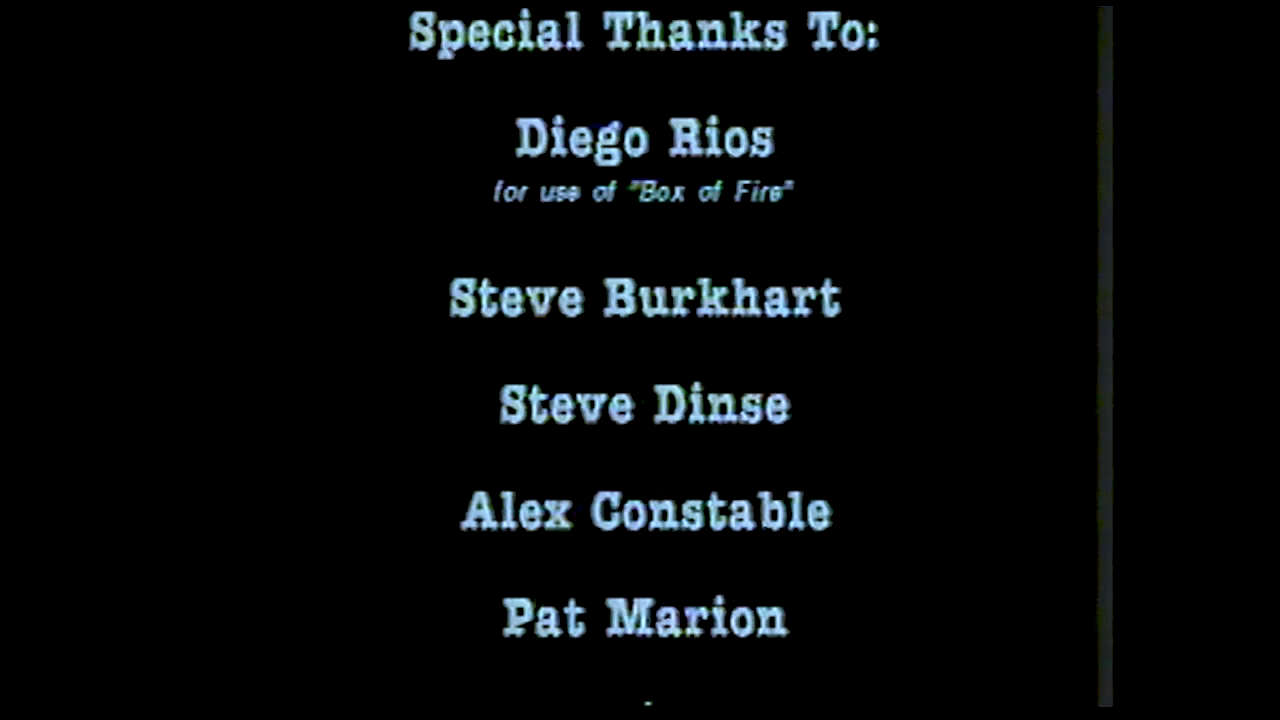 Special Thanks To:
Diego Rios
for use of "Box of Fire"
Steve Burkhart
Steve Dinse
Alex Constable
Pat Marion